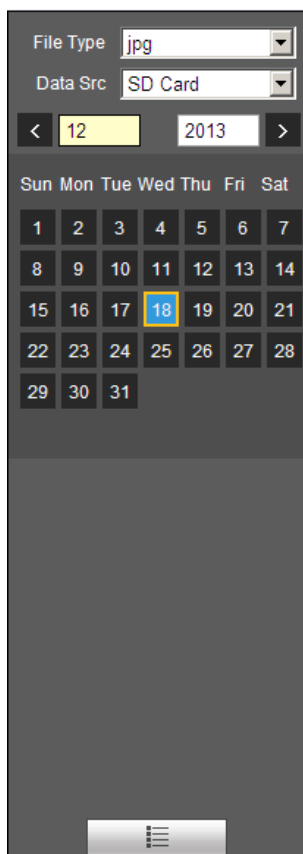 File Type jpg
Data Src SD Card
< 12 2013 >
Sun Mon Tue Wed Thu Fri Sat
1 2 3 4 5 6 7
8 9 10 11 12 13 14
15 16 17 18 19 20 21
22 23 24 25 26 27 28
29 30 31